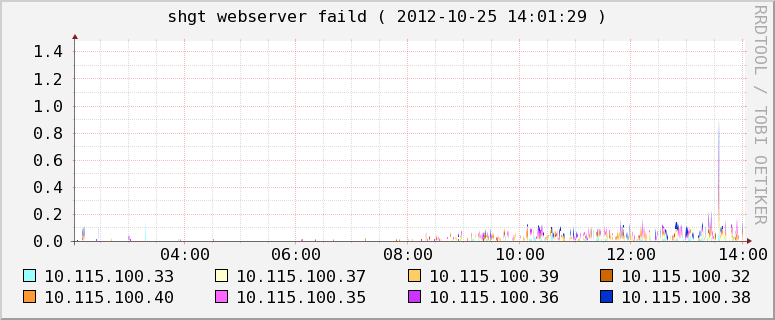 shgt webserver faild ( 2012-10-25 14:01:29 )
RRDTOOL / TOBI OETIKER
1.4
1.2
1.0
0.8
0.6
0.4
0.2
0.0
04:00 06:00 08:00 10:00 12:00 14:00
10.115.100.33 10.115.100.37 10.115.100.39 10.115.100.32
10.115.100.40 10.115.100.35 10.115.100.36 10.115.100.38